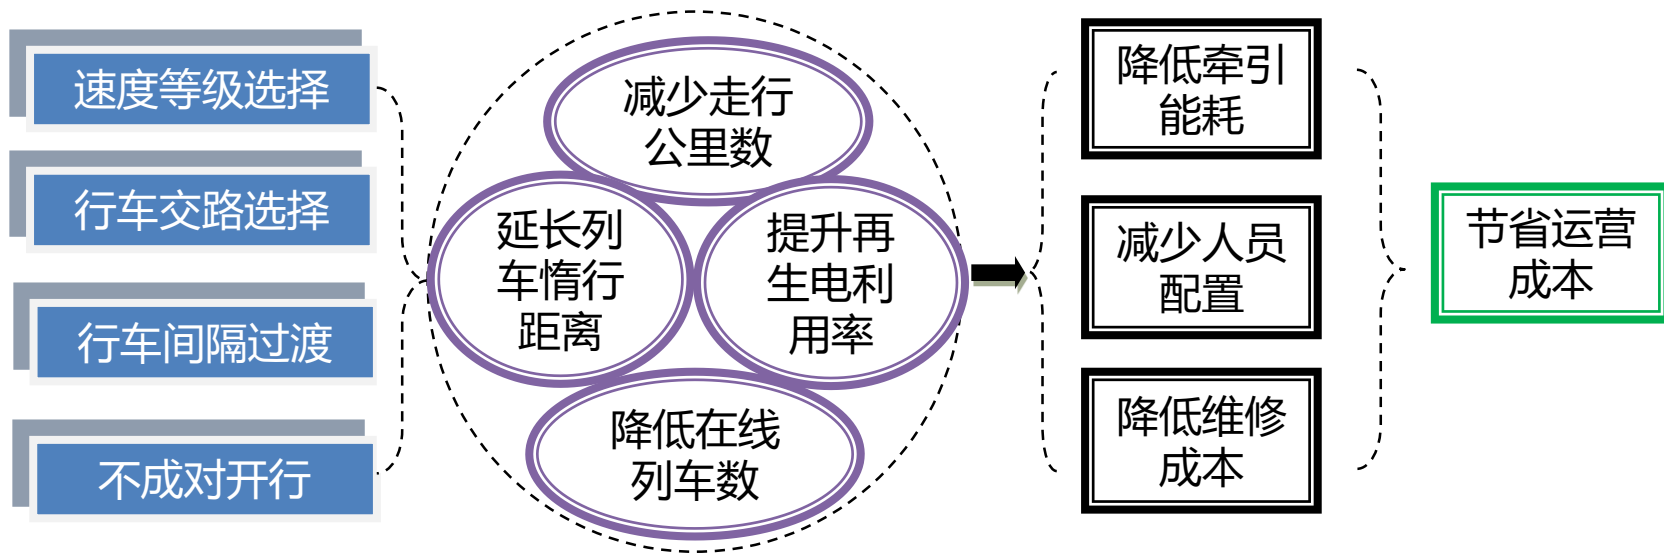 速度等级选择
行车交路选择
行车间隔过渡
不成对开行
减少走行
公里数
延长列
车惰行
距离
提升再
生电利
用率
降低在线
列车数
降低牵引
能耗
减少人员
配置
降低维修
成本
节省运营
成本